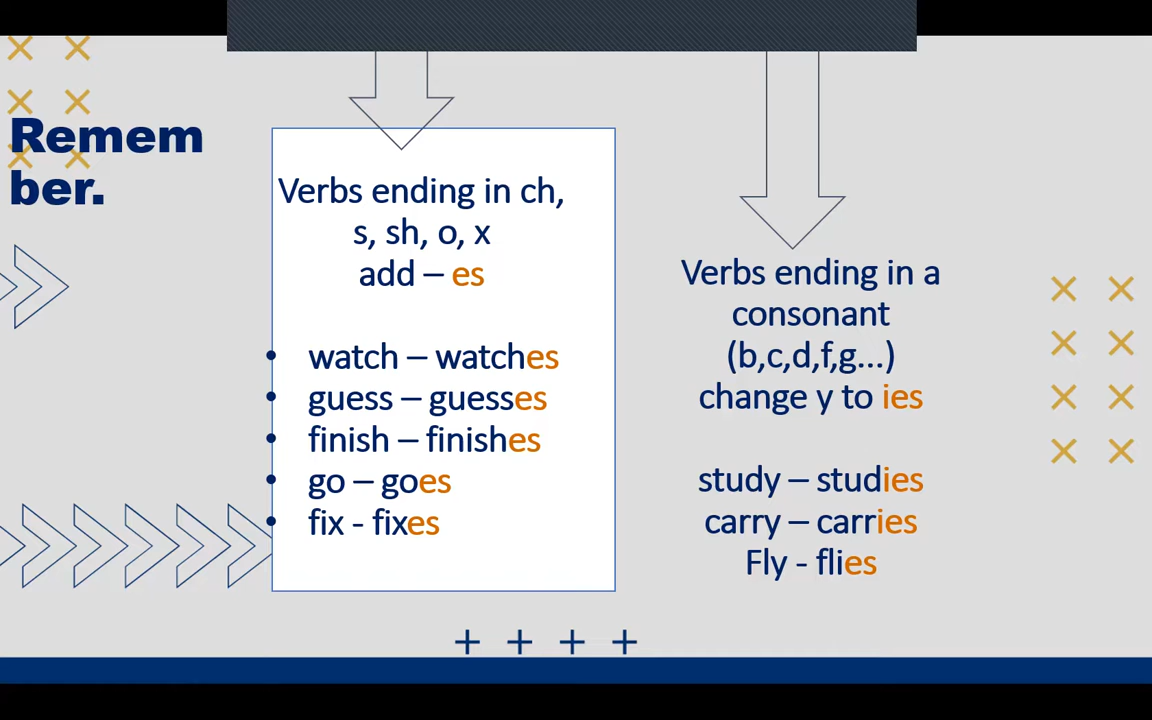 Remem
ber.
Verbs ending in ch,
s, sh, o, x
add – es
• watch – watches
• guess – guesses
• finish – finishes
• go – goes
• fix - fixes
Verbs ending in a
consonant
(b,c,d,f,g...)
change y to ies
study – studies
carry – carries
Fly - flies